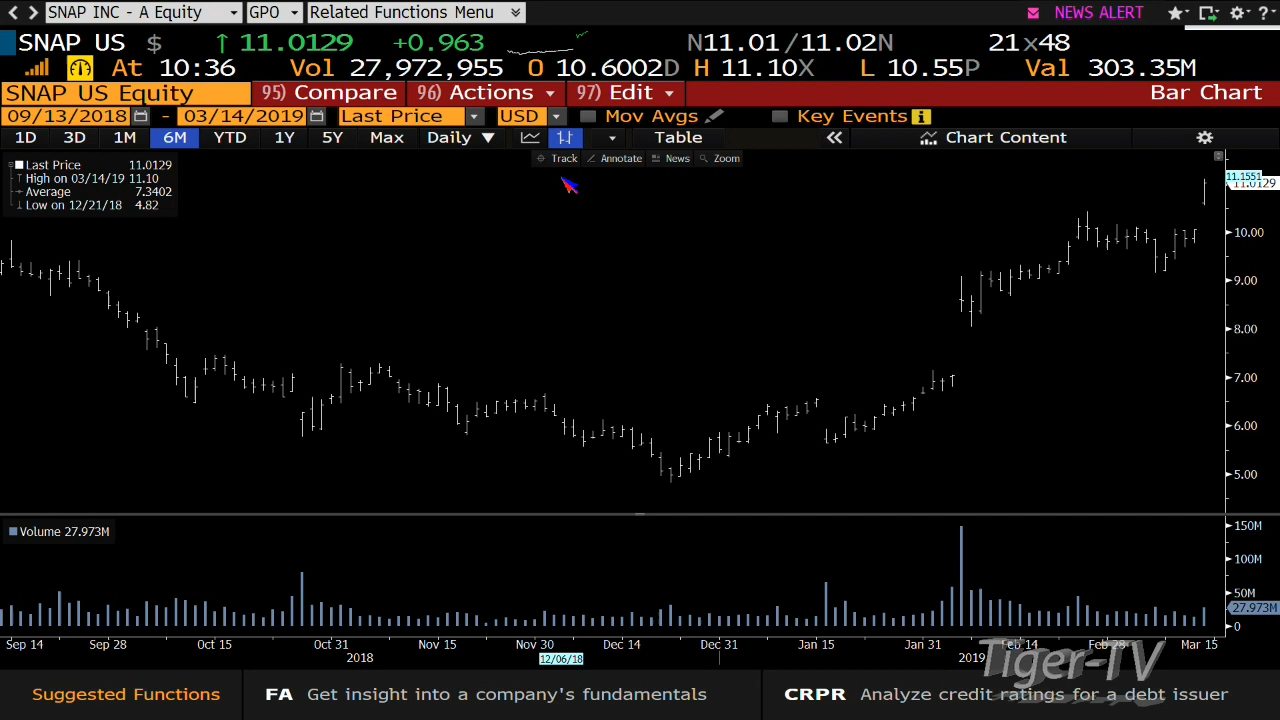 SNAP INC - A Equity GPO Related Functions Menu NEWS ALERT ?
SNAP US $ ↑ 11.0129 +0.963 N11.01/11.02N 21x48
At 10:36 Vol 27,972,955 O 10.6002D H 11.10X L 10.55P Val 303.35M
SNAP US Equity 95) Compare 96) Actions 97) Edit Bar Chart
09/13/2018 - 03/14/2019 Last Price USD Mov Avgs Key Events
1D 3D 1M 6M YTD 1Y 5Y Max Daily ▼ Table « Chart Content
Track Annotate News Zoom
Last Price 11.0129
High on 03/14/19 11.10
Average 7.3402
Low on 12/21/18 4.82
11.1551
11.0129
10.00
9.00
8.00
7.00
6.00
5.00
Volume 27.973M
150M
100M
50M
27.973M
0
Sep 14 Sep 28 Oct 15 Oct 31 Nov 15 Nov 30 Dec 14 Dec 31 Jan 15 Jan 31 Feb 14 Feb 28 Mar 15
2018 12/06/18 2019
Tiger-TV
Suggested Functions FA Get insight into a company's fundamentals CRPR Analyze credit ratings for a debt issuer